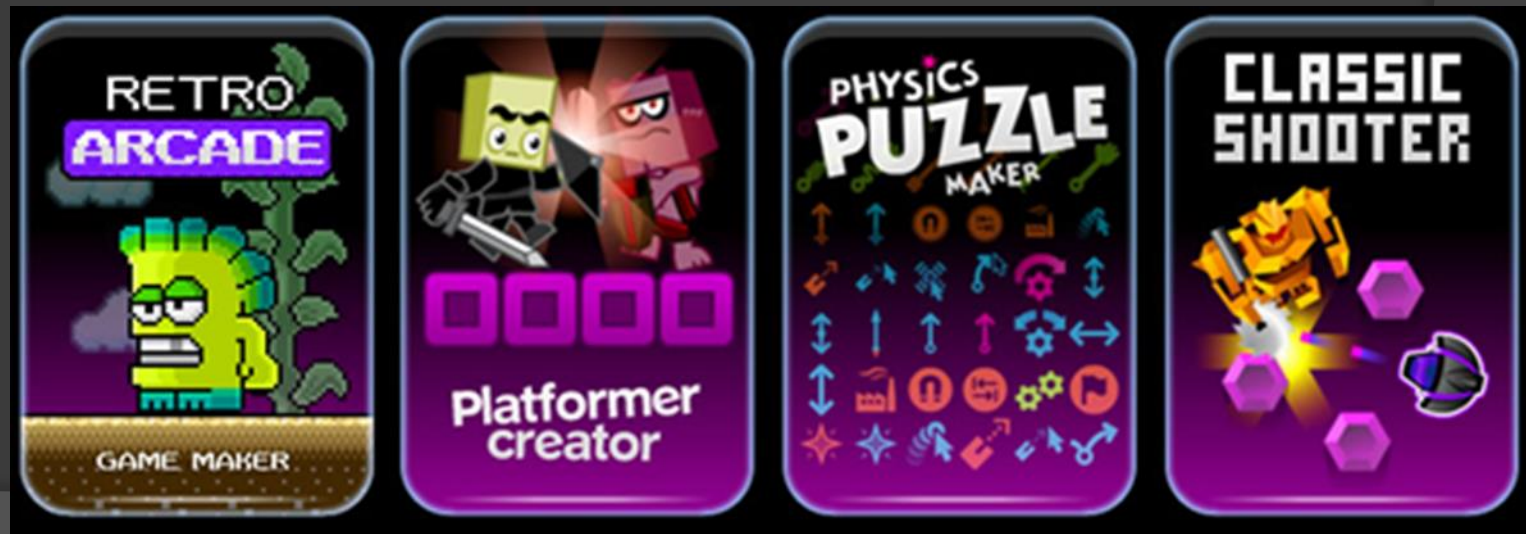 RETRO
ARCADE
GAME MAKER
Platformer
creator
PHYSiCS
PUZZLE
MAKER
CLASSIC
SHOOTER